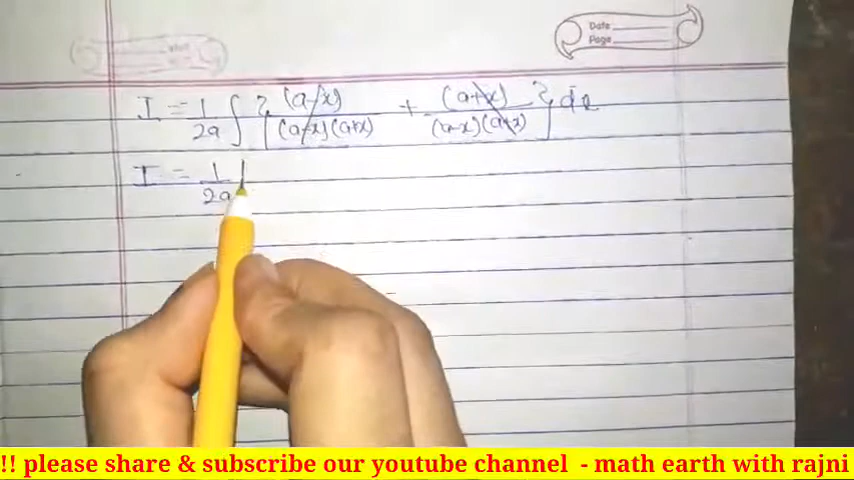 Date
Page
I = 1/2a ∫ { (a-x)/(a-x)(a+x) + (a+x)/(a-x)(a+x) } dx
I = 1/2a
!! please share & subscribe our youtube channel - math earth with rajni